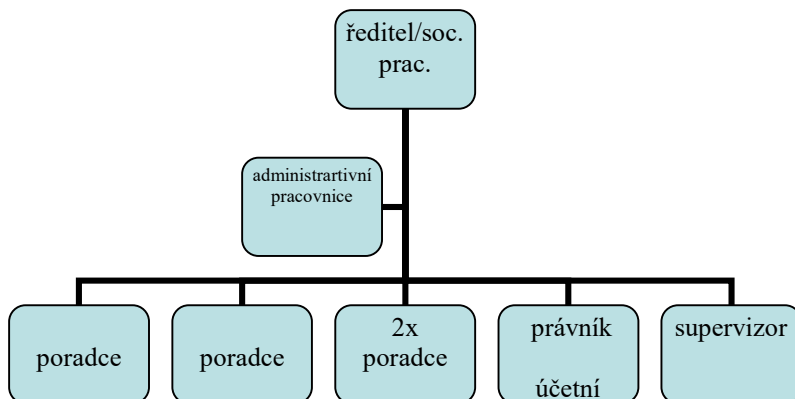 ředitel/soc.
prac.
administrartivní
pracovnice
poradce
poradce
2x
poradce
právník
účetní
supervizor